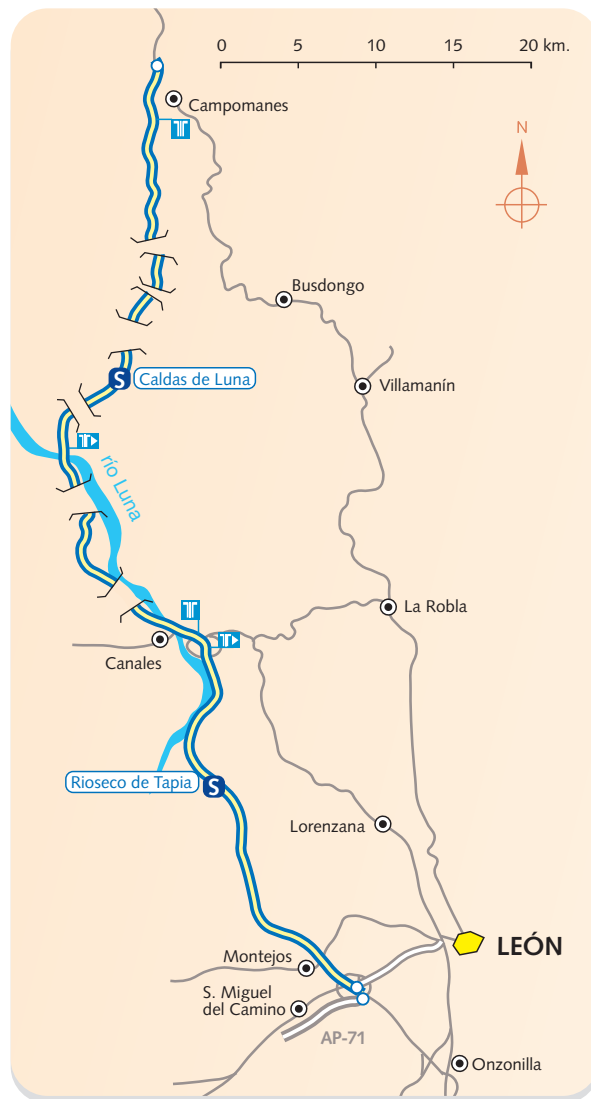 0 5 10 15 20 km.
Campomanes
N
Busdongo
Villamanín
S Caldas de Luna
río Luna
La Robla
Canales
Rioseco de Tapia S
Lorenzana
LEÓN
Montejos
S. Miguel
del Camino
AP-71
Onzonilla